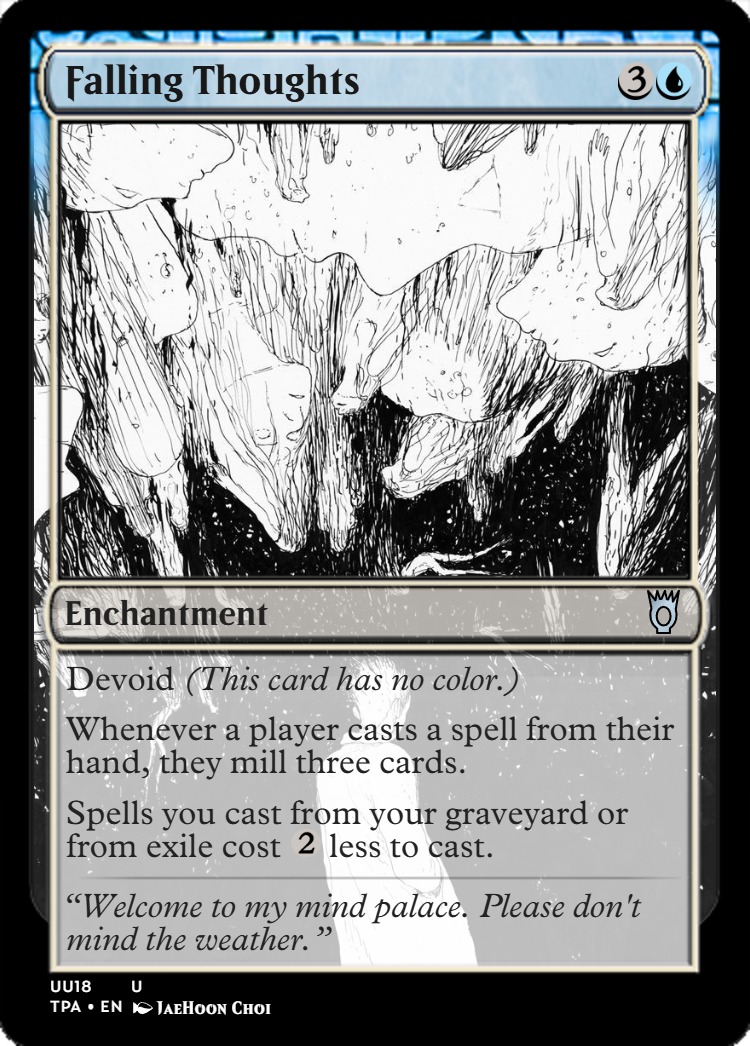 Falling Thoughts 3
Enchantment
Devoid (This card has no color.)
Whenever a player casts a spell from their
hand, they mill three cards.
Spells you cast from your graveyard or
from exile cost 2 less to cast.
“Welcome to my mind palace. Please don't
mind the weather.”
UU18 U
TPA • EN JaeHoon Choi